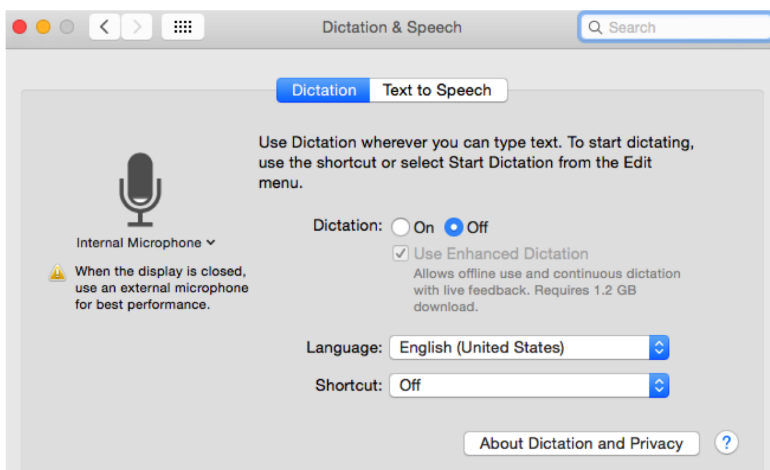 Dictation & Speech
Search
Dictation
Text to Speech
Use Dictation wherever you can type text. To start dictating,
use the shortcut or select Start Dictation from the Edit
menu.
Internal Microphone
When the display is closed,
use an external microphone
for best performance.
Dictation: On Off
Use Enhanced Dictation
Allows offline use and continuous dictation
with live feedback. Requires 1.2 GB
download.
Language: English (United States)
Shortcut: Off
About Dictation and Privacy ?